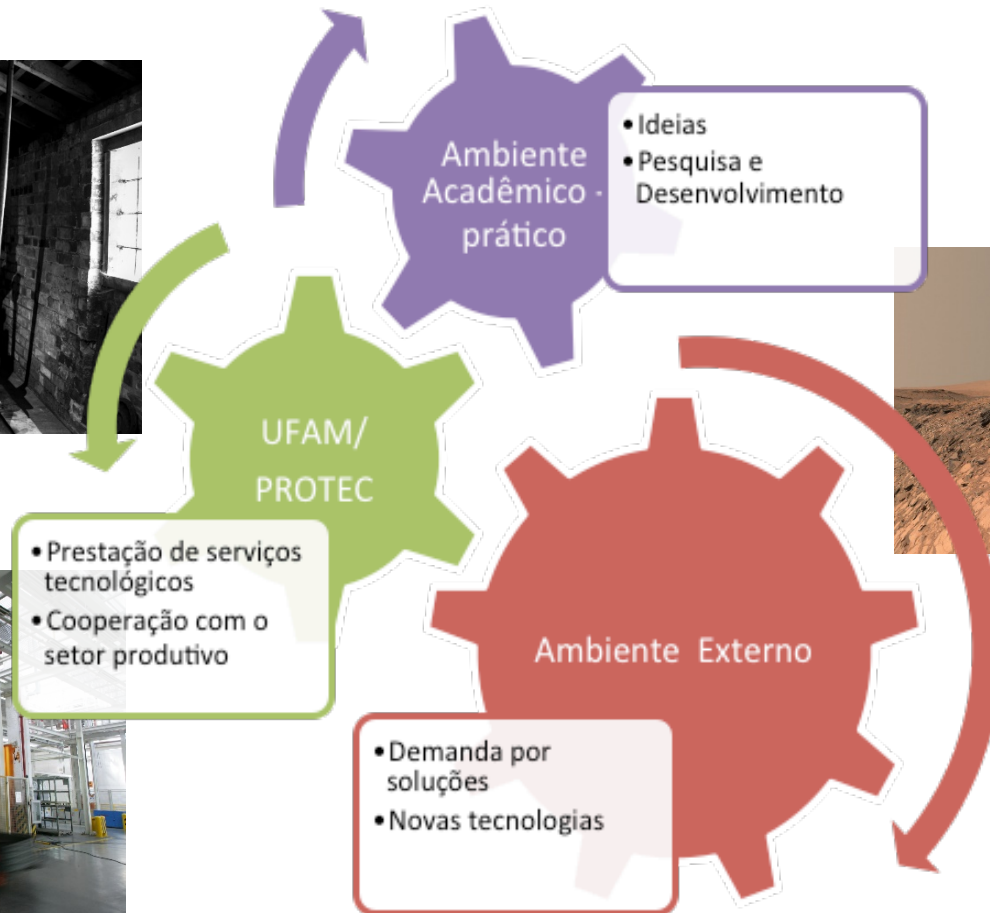 Ambiente
Acadêmico -
prático
• Ideias
• Pesquisa e
Desenvolvimento
UFAM/
PROTEC
• Prestação de serviços
tecnológicos
• Cooperação com o
setor produtivo
Ambiente Externo
• Demanda por
soluções
• Novas tecnologias